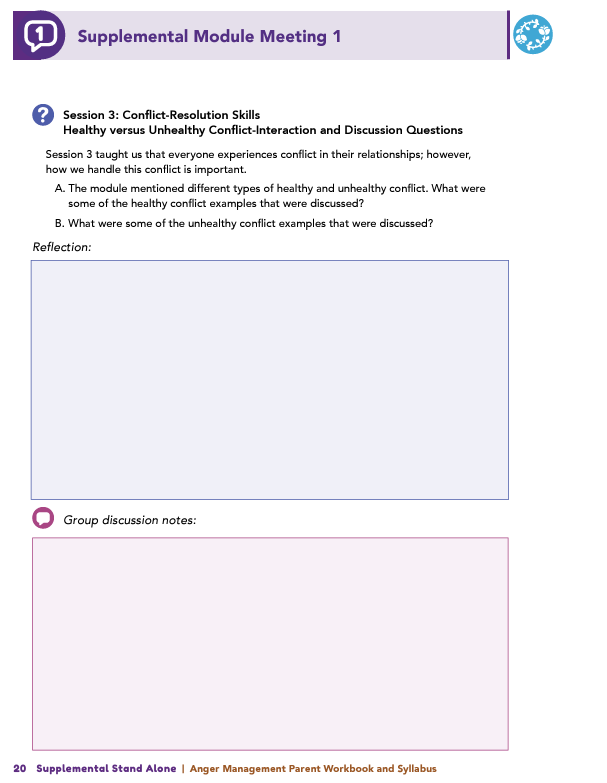 1
Supplemental Module Meeting 1
?
Session 3: Conflict-Resolution Skills
Healthy versus Unhealthy Conflict-Interaction and Discussion Questions
Session 3 taught us that everyone experiences conflict in their relationships; however,
how we handle this conflict is important.
A. The module mentioned different types of healthy and unhealthy conflict. What were
some of the healthy conflict examples that were discussed?
B. What were some of the unhealthy conflict examples that were discussed?
Reflection:
Group discussion notes:
20 Supplemental Stand Alone | Anger Management Parent Workbook and Syllabus